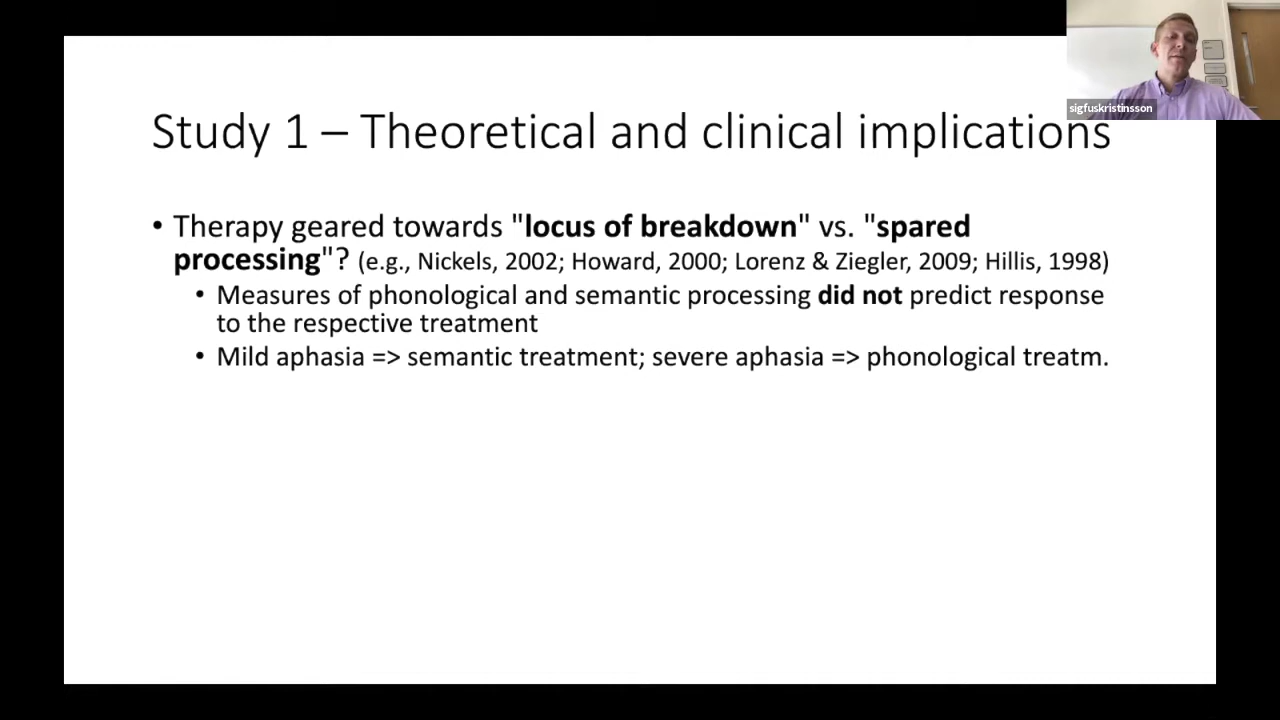 sigfuskristinsson
Study 1 – Theoretical and clinical implications
• Therapy geared towards "locus of breakdown" vs. "spared
processing"? (e.g., Nickels, 2002; Howard, 2000; Lorenz & Ziegler, 2009; Hillis, 1998)
• Measures of phonological and semantic processing did not predict response
to the respective treatment
• Mild aphasia => semantic treatment; severe aphasia => phonological treatm.